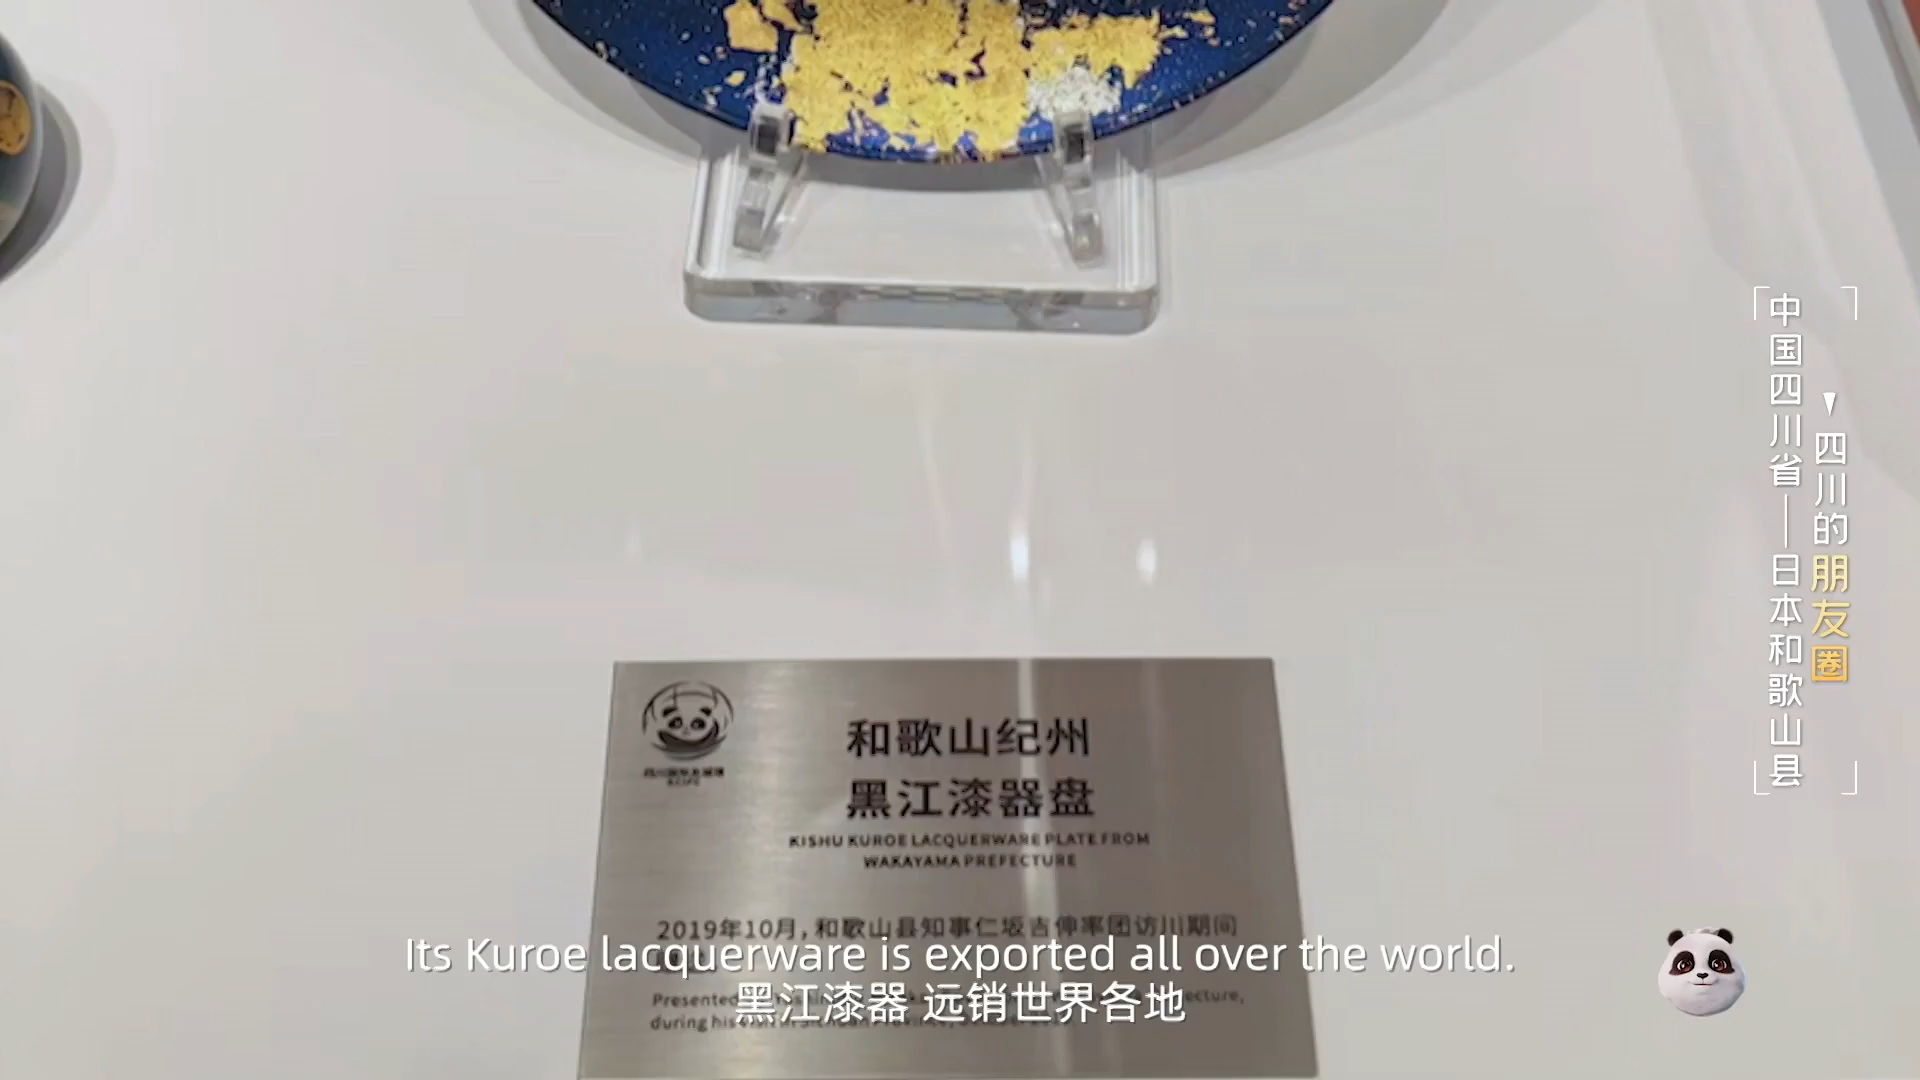 和歌山纪州
黑江漆器盘
KISHU KUROE LACQUERWARE PLATE FROM
WAKAYAMA PREFECTURE
2019年10月，和歌山县知事仁坂吉伸率团访川期间
Its Kuroe lacquerware is exported all over the world.
黑江漆器 远销世界各地
Presented
during his
四川的朋友圈
中国四川省—日本和歌山县